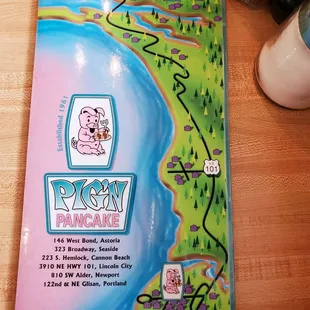 Established 1961
PIG'N
PANCAKE
146 West Bond, Astoria
323 Broadway, Seaside
223 S. Hemlock, Cannon Beach
3910 NE HWY 101, Lincoln City
810 SW Alder, Newport
122nd & NE Glisan, Portland
101